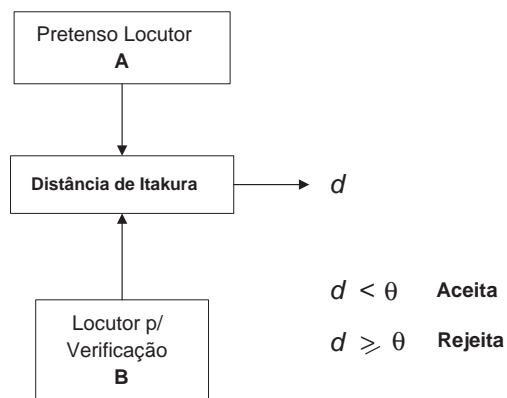 Pretenso Locutor
A
Distância de Itakura
d
Locutor p/
Verificação
B
d < θ Aceita
d ⩾ θ Rejeita